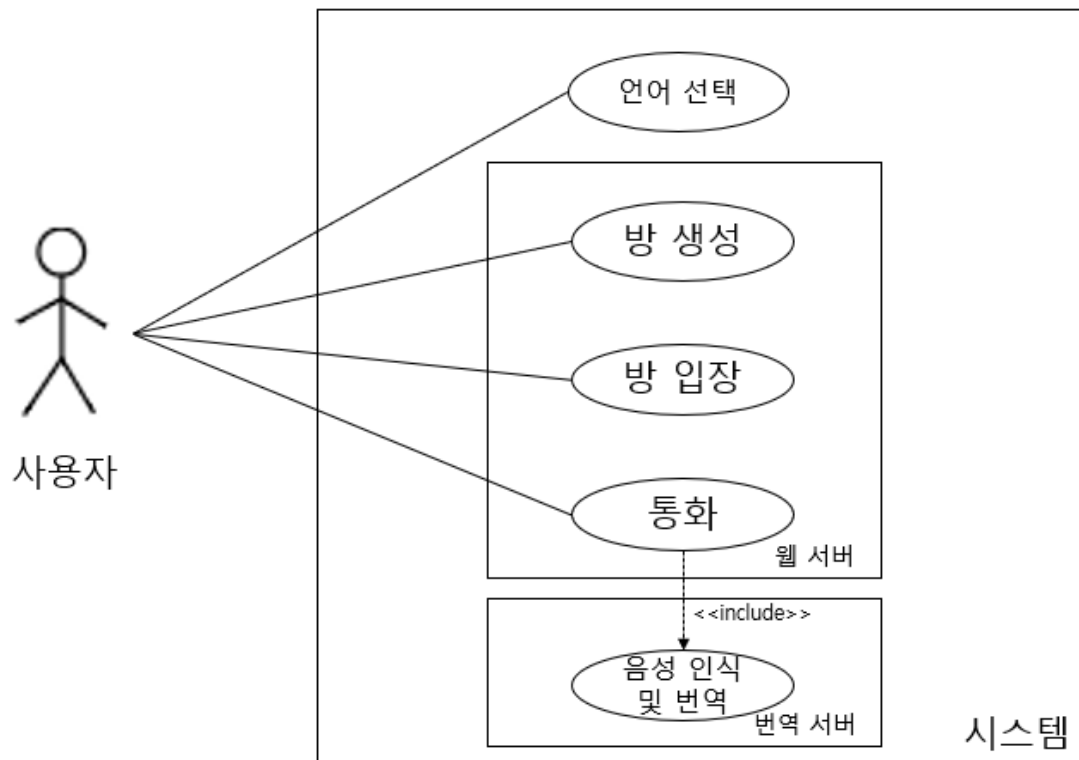 언어 선택
방 생성
방 입장
사용자
통화
웹 서버
<<include>>
음성 인식
및 번역
번역 서버
시스템